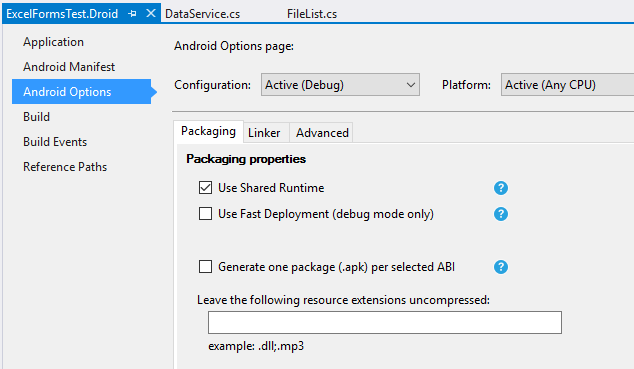 ExcelFormsTest.Droid DataService.cs FileList.cs
Application
Android Manifest
Android Options
Build
Build Events
Reference Paths
Android Options page:
Configuration: Active (Debug) Platform: Active (Any CPU)
Packaging Linker Advanced
Packaging properties
Use Shared Runtime ?
Use Fast Deployment (debug mode only) ?
Generate one package (.apk) per selected ABI ?
Leave the following resource extensions uncompressed:
example: .dll;.mp3